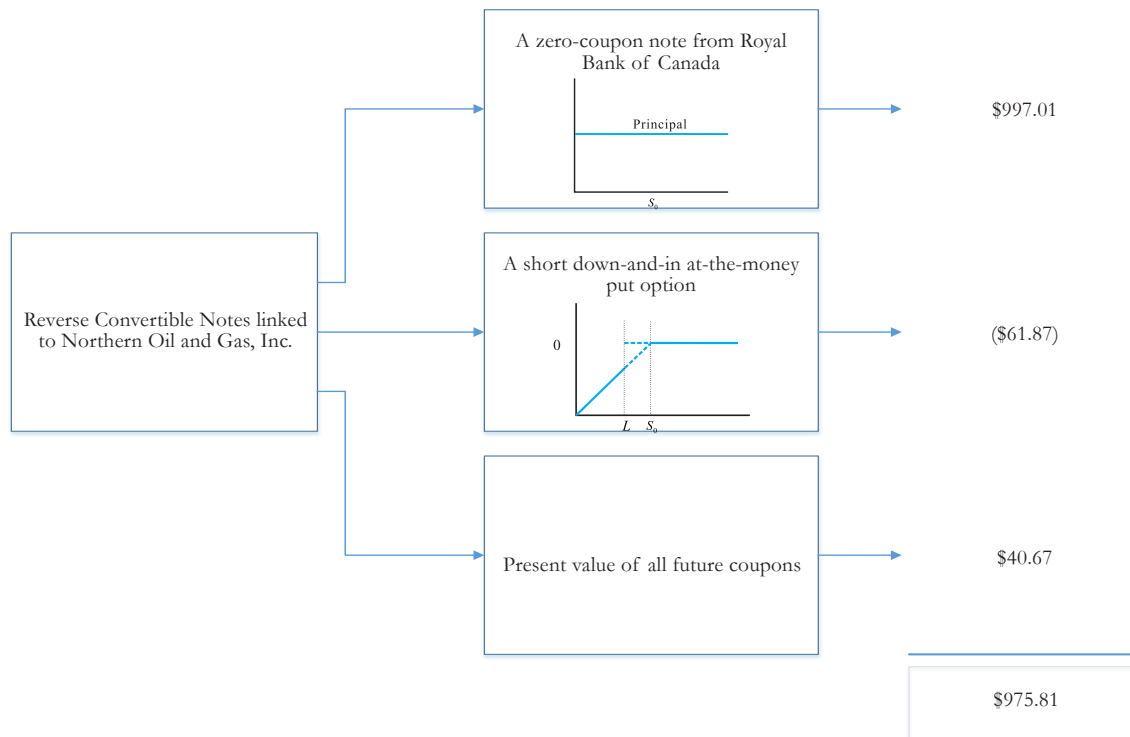 A zero-coupon note from Royal
Bank of Canada
Principal
S₀
$997.01
Reverse Convertible Notes linked
to Northern Oil and Gas, Inc.
A short down-and-in at-the-money
put option
0
L S₀
($61.87)
Present value of all future coupons
$40.67
$975.81